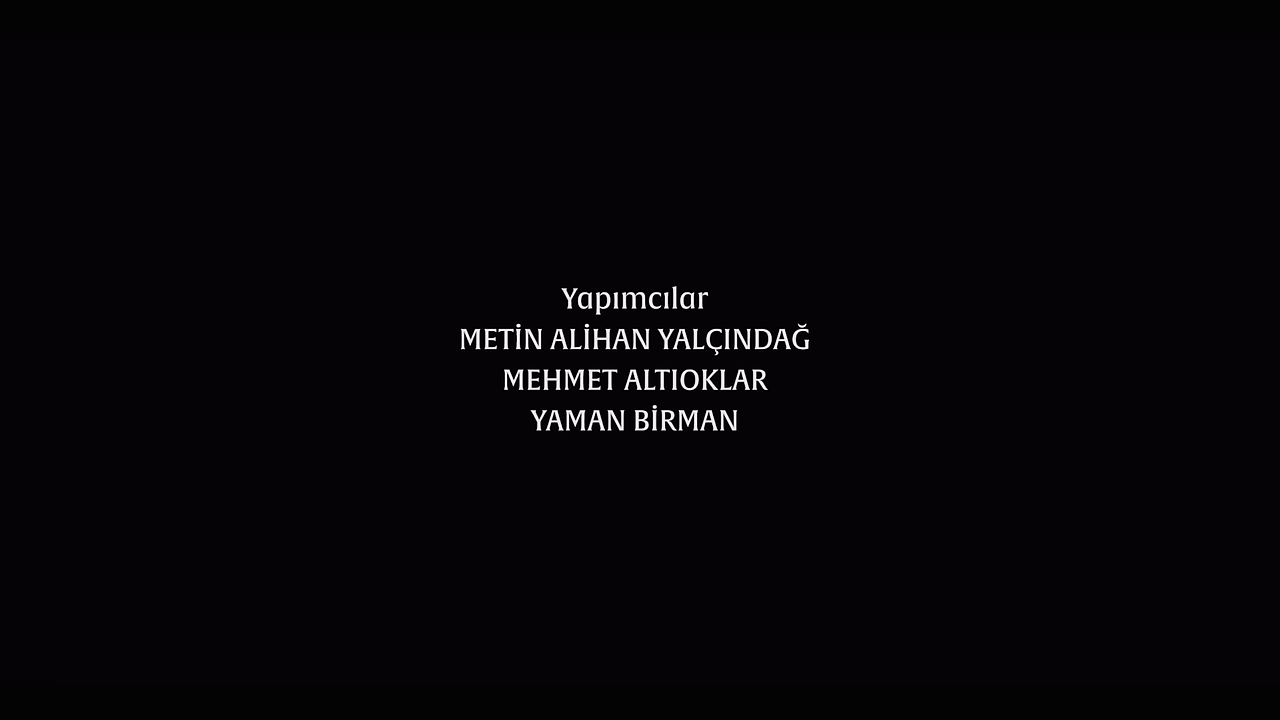 Yapımcılar
METİN ALİHAN YALÇINDAĞ
MEHMET ALTIOKLAR
YAMAN BİRMAN